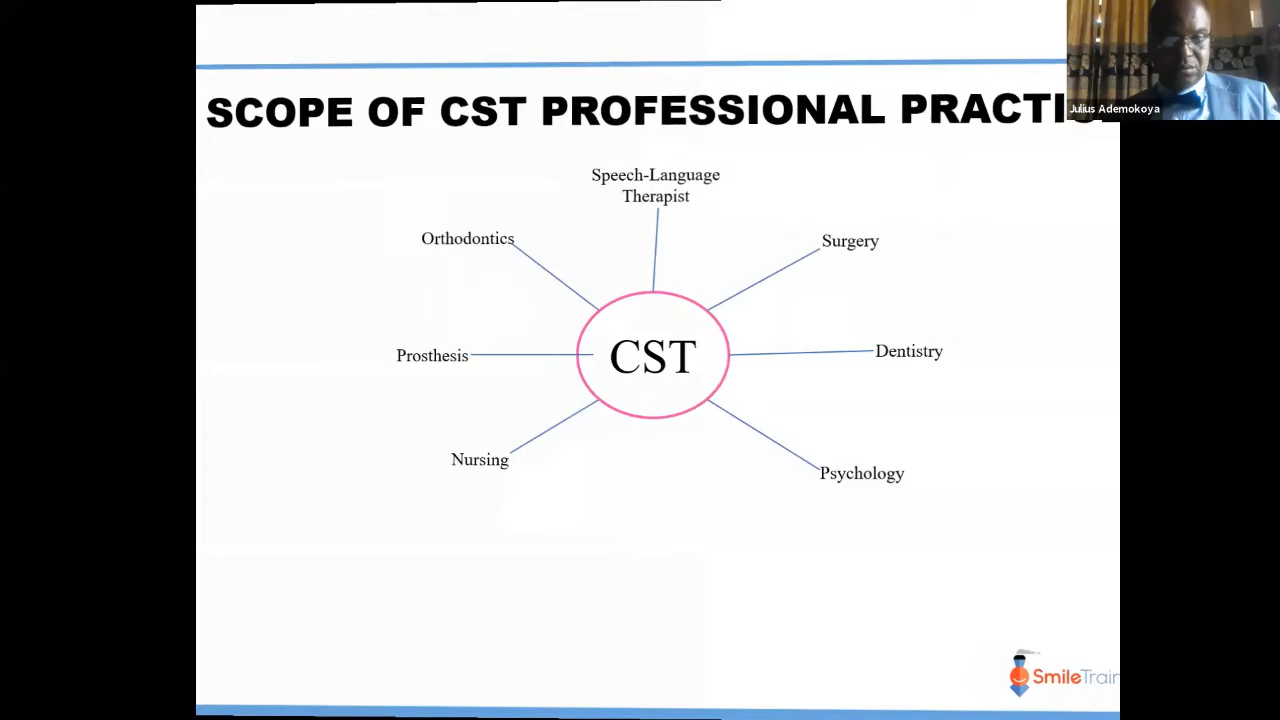 SCOPE OF CST PROFESSIONAL PRACTI
Julius Ademokoya
Speech-Language
Therapist
Orthodontics
Surgery
CST
Prosthesis
Dentistry
Nursing
Psychology
SmileTrain